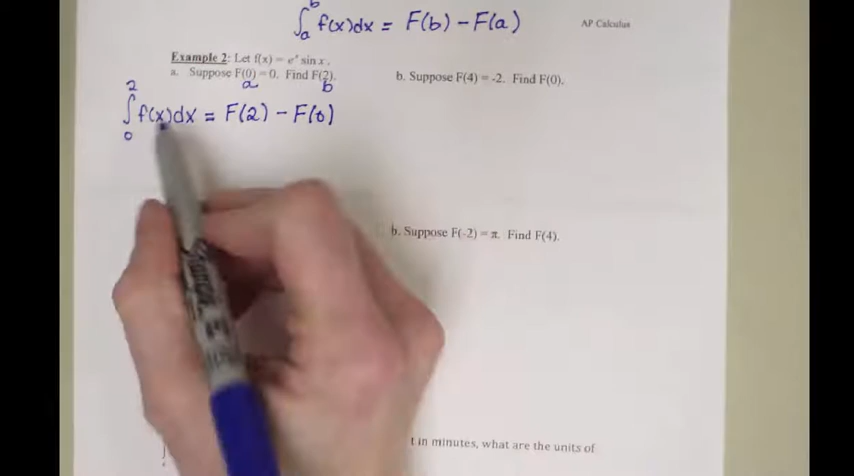 ∫ₐᵇ f(x)dx = F(b) - F(a)
AP Calculus
Example 2: Let f(x) = eˣ sin x.
a. Suppose F(0) = 0. Find F(2).
b. Suppose F(4) = -2. Find F(0).
a b
∫₀² f(x)dx = F(2) - F(0)
b. Suppose F(-2) = π. Find F(4).
t in minutes, what are the units of